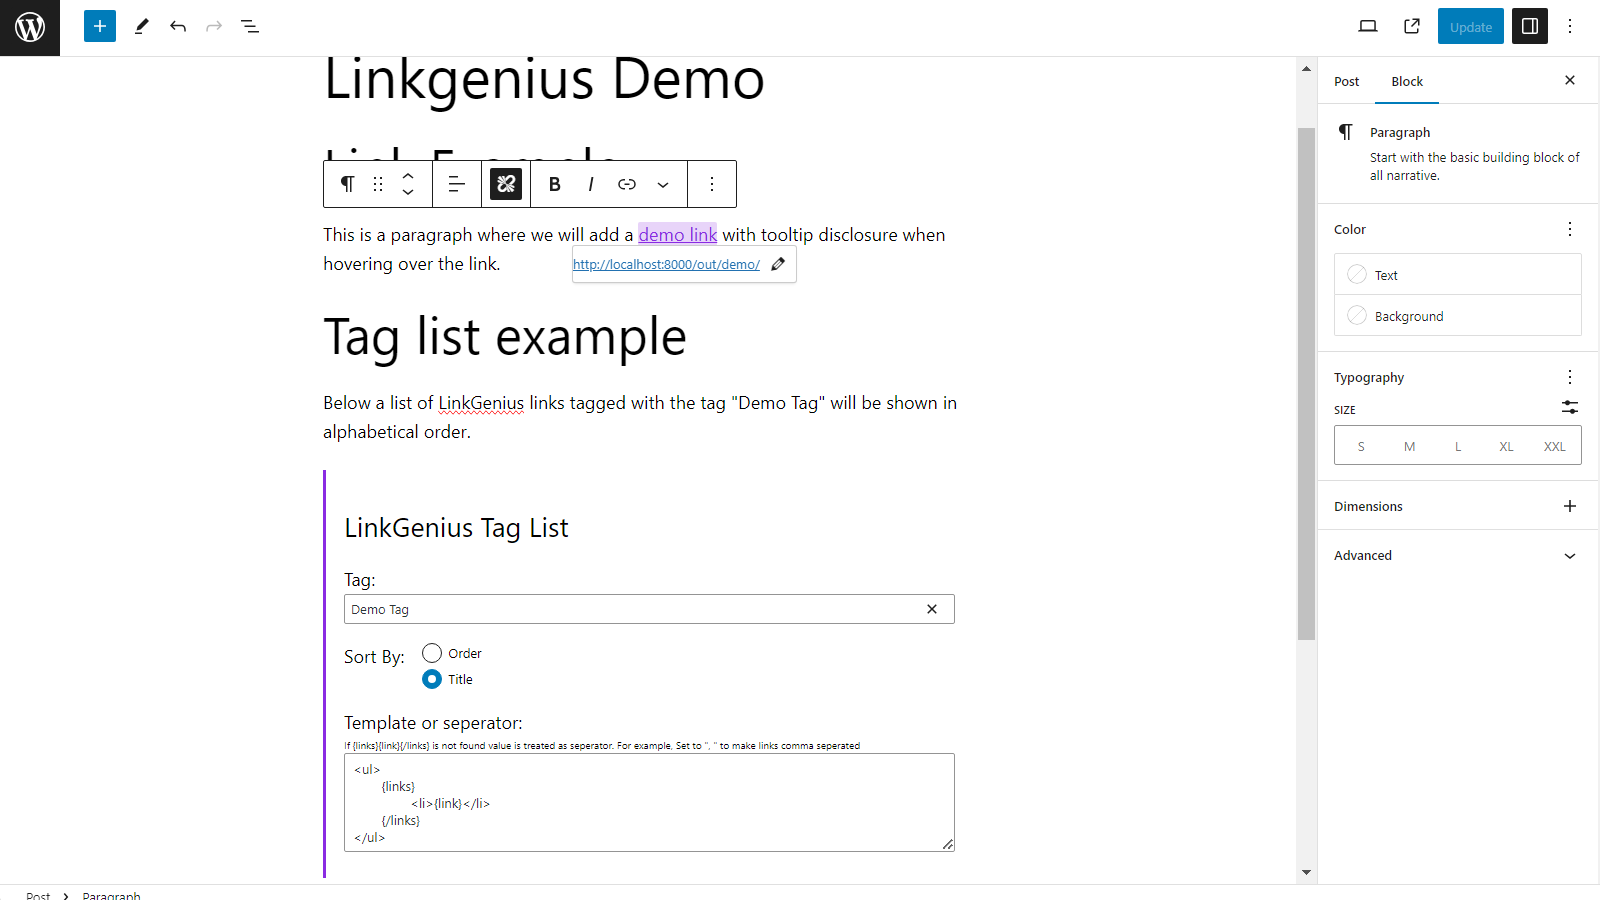 Update
Linkgenius Demo
Link Example
This is a paragraph where we will add a demo link with tooltip disclosure when
hovering over the link.
http://localhost:8000/out/demo/
Tag list example
Below a list of LinkGenius links tagged with the tag "Demo Tag" will be shown in
alphabetical order.
LinkGenius Tag List
Tag:
Demo Tag
Sort By:
Order
Title
Template or seperator:
If {links}{link}{/links} is not found value is treated as seperator. For example, Set to ", " to make links comma seperated
<ul>
{links}
<li>{link}</li>
{/links}
</ul>
Post
Block
Paragraph
Start with the basic building block of
all narrative.
Color
Text
Background
Typography
SIZE
S M L XL XXL
Dimensions
Advanced
Post
Paragraph